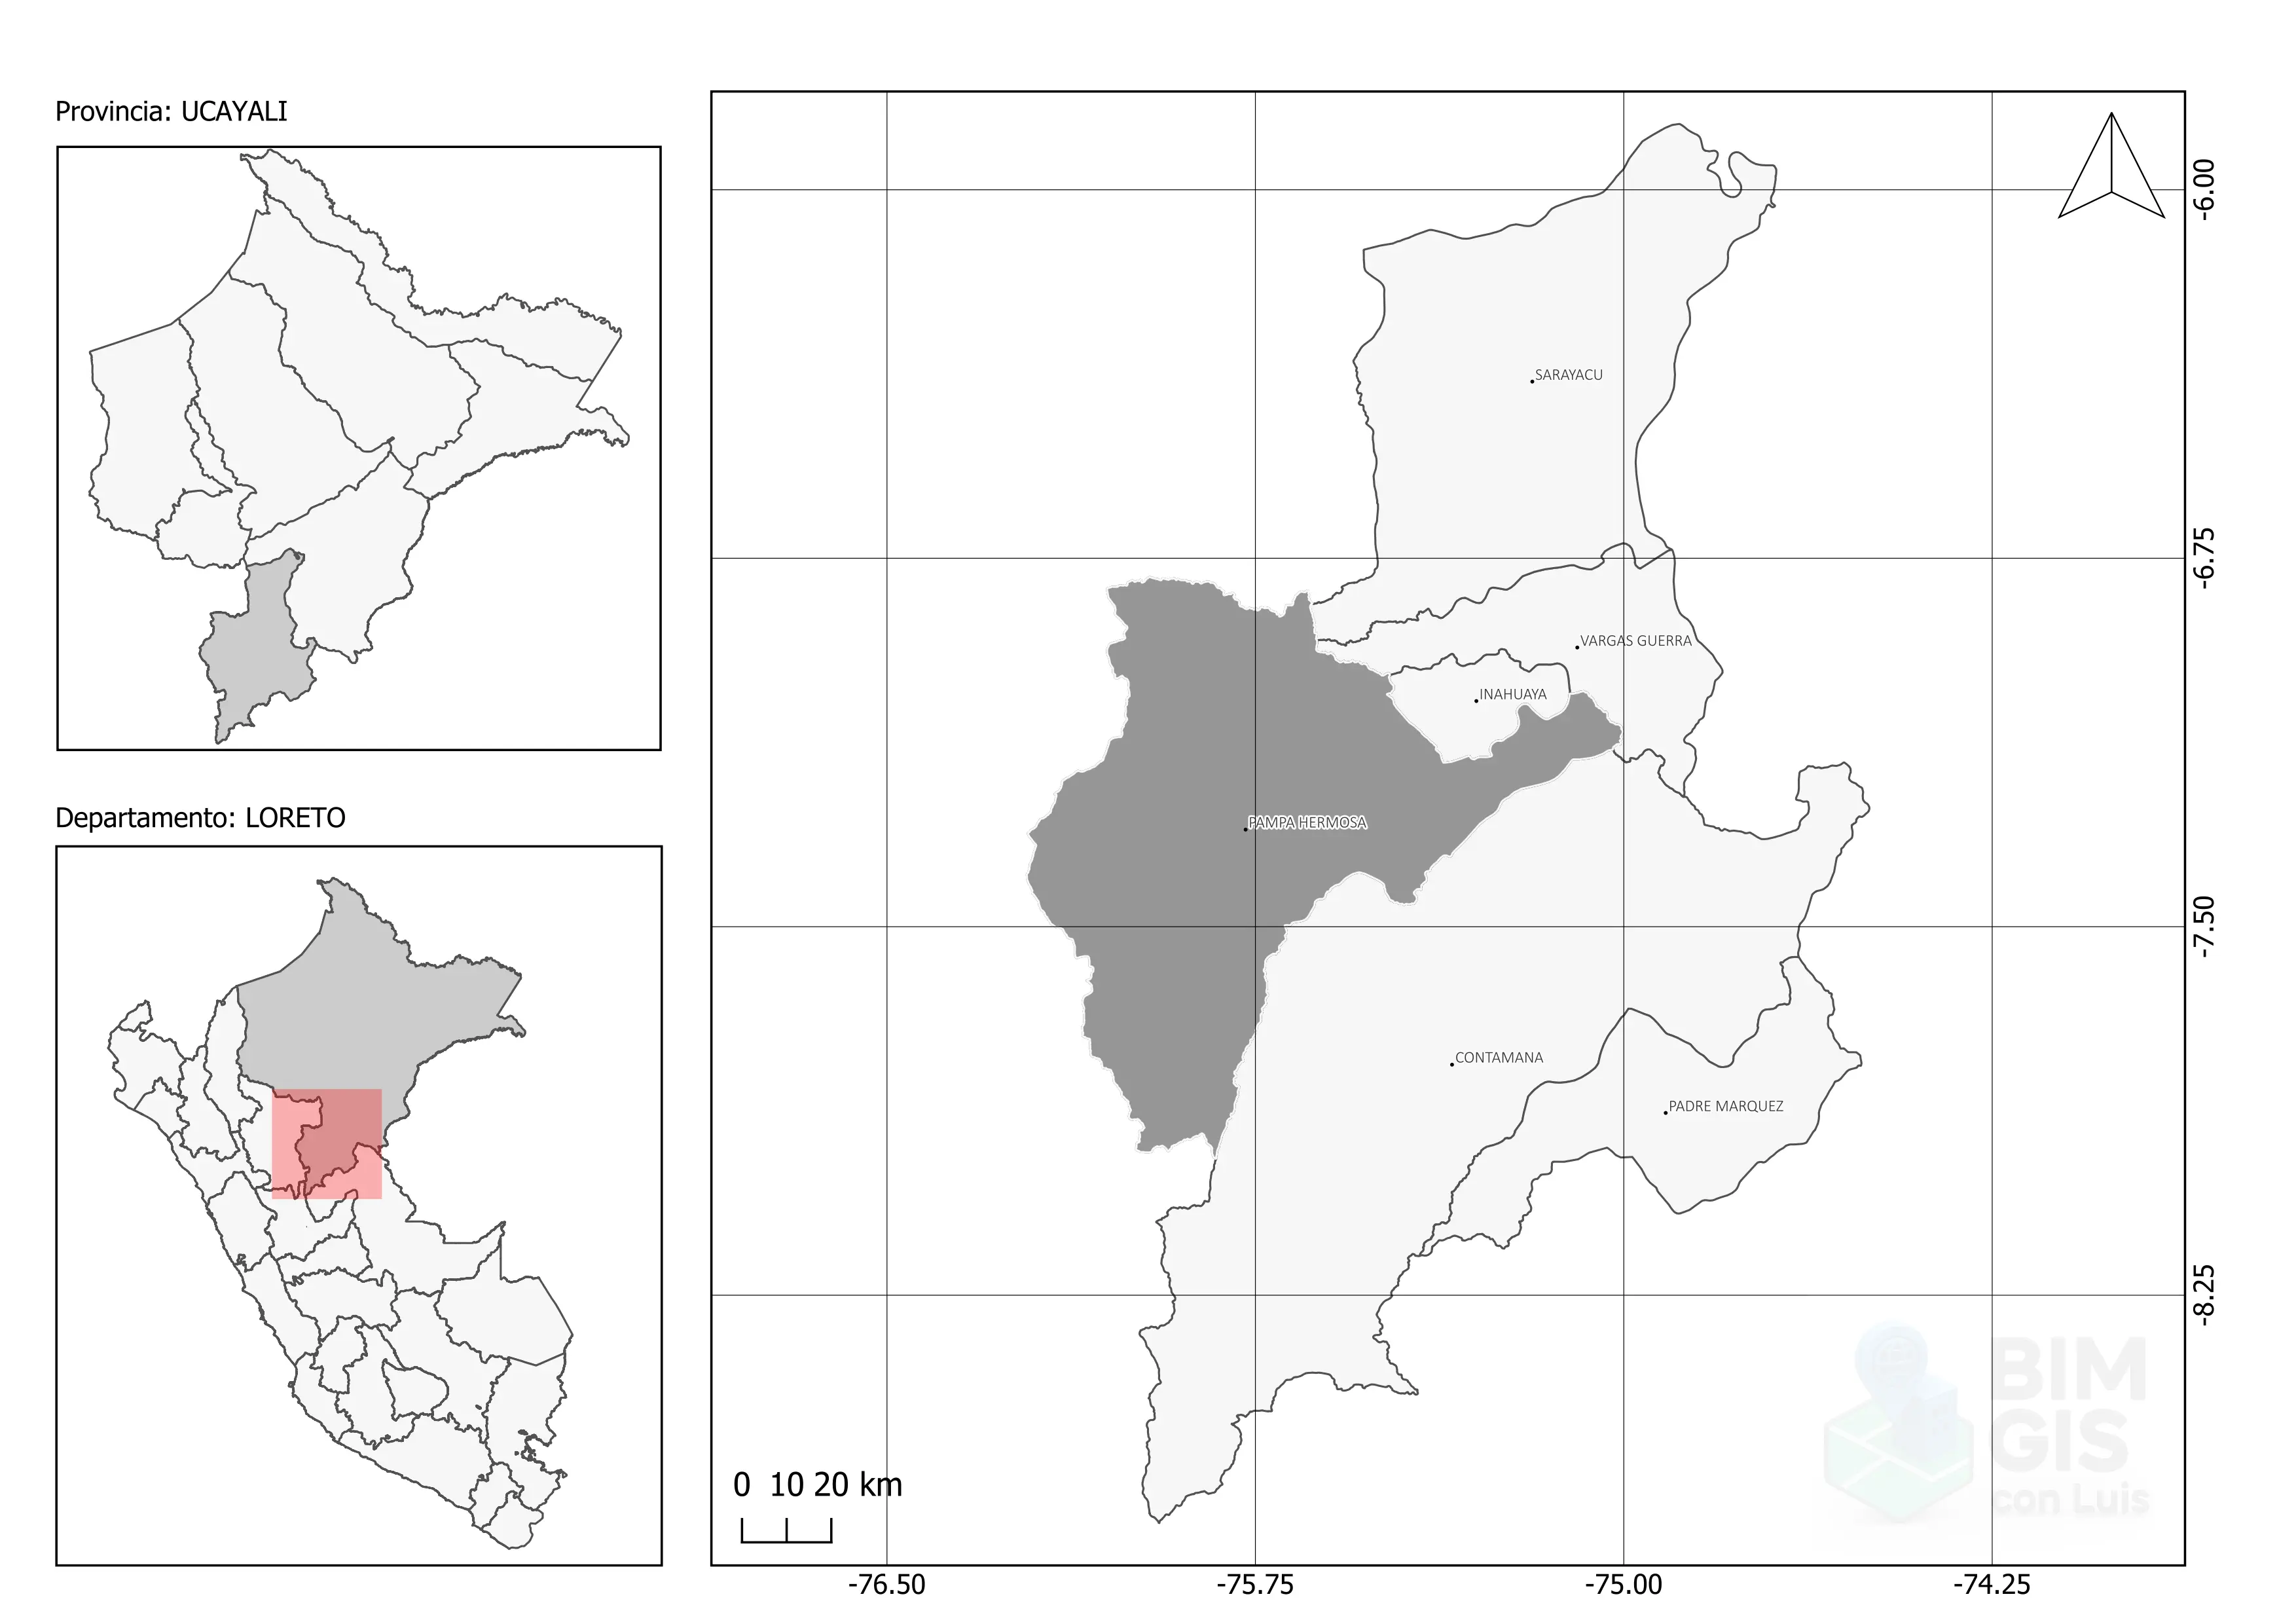 Provincia: UCAYALI
Departamento: LORETO
SARAYACU
VARGAS GUERRA
INAHUAYA
PAMPA HERMOSA
CONTAMANA
PADRE MARQUEZ
-6.00
-6.75
-7.50
-8.25
0 10 20 km
BIM
GIS
con Luis
-76.50 -75.75 -75.00 -74.25